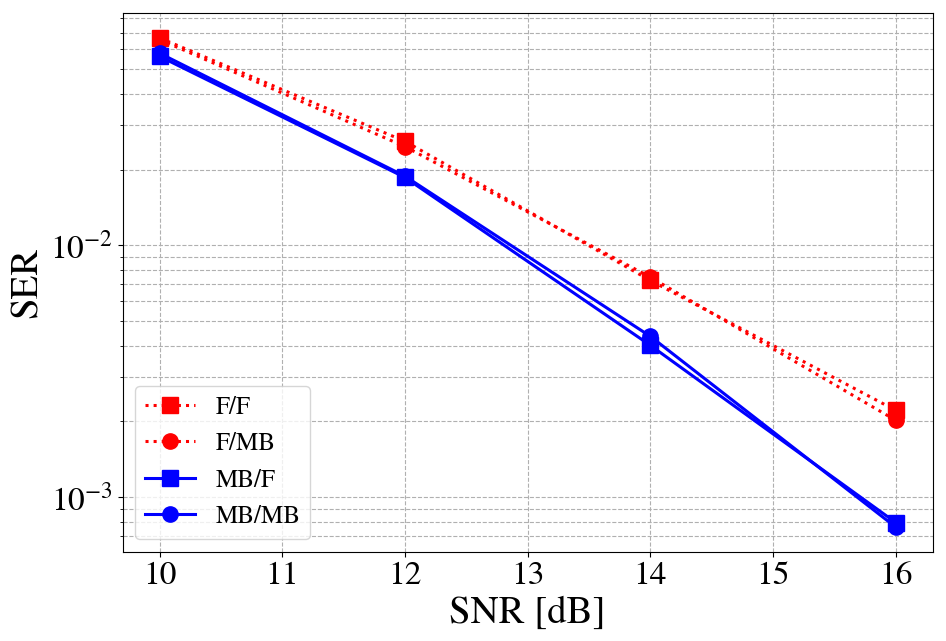 SER
10⁻²
10⁻³
F/F
F/MB
MB/F
MB/MB
10 11 12 13 14 15 16
SNR [dB]